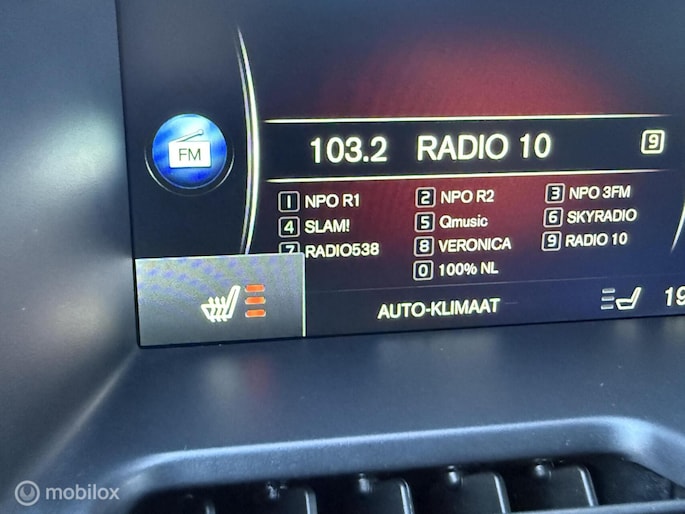 FM
103.2 RADIO 10 9
1 NPO R1 2 NPO R2 3 NPO 3FM
4 SLAM! 5 Qmusic 6 SKYRADIO
7 RADIO538 8 VERONICA 9 RADIO 10
0 100% NL
AUTO-KLIMAAT 19
mobilox